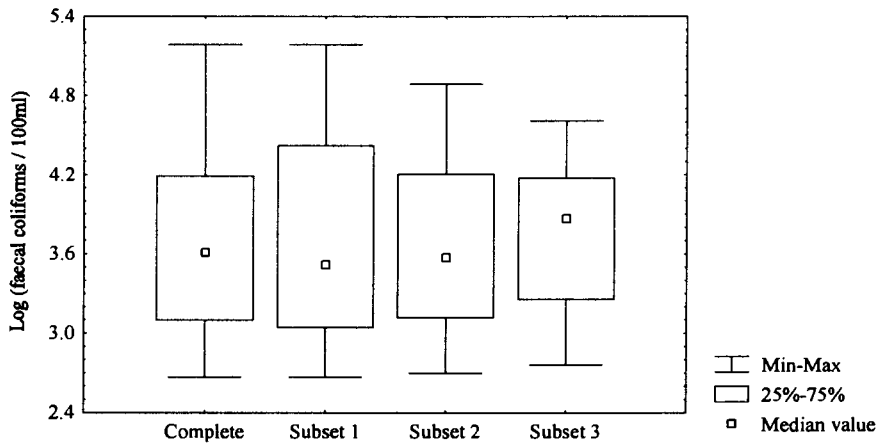 5.4
4.8
4.2
3.6
3.0
2.4
Log (faecal coliforms / 100ml)
Complete Subset 1 Subset 2 Subset 3
Min-Max
25%-75%
Median value